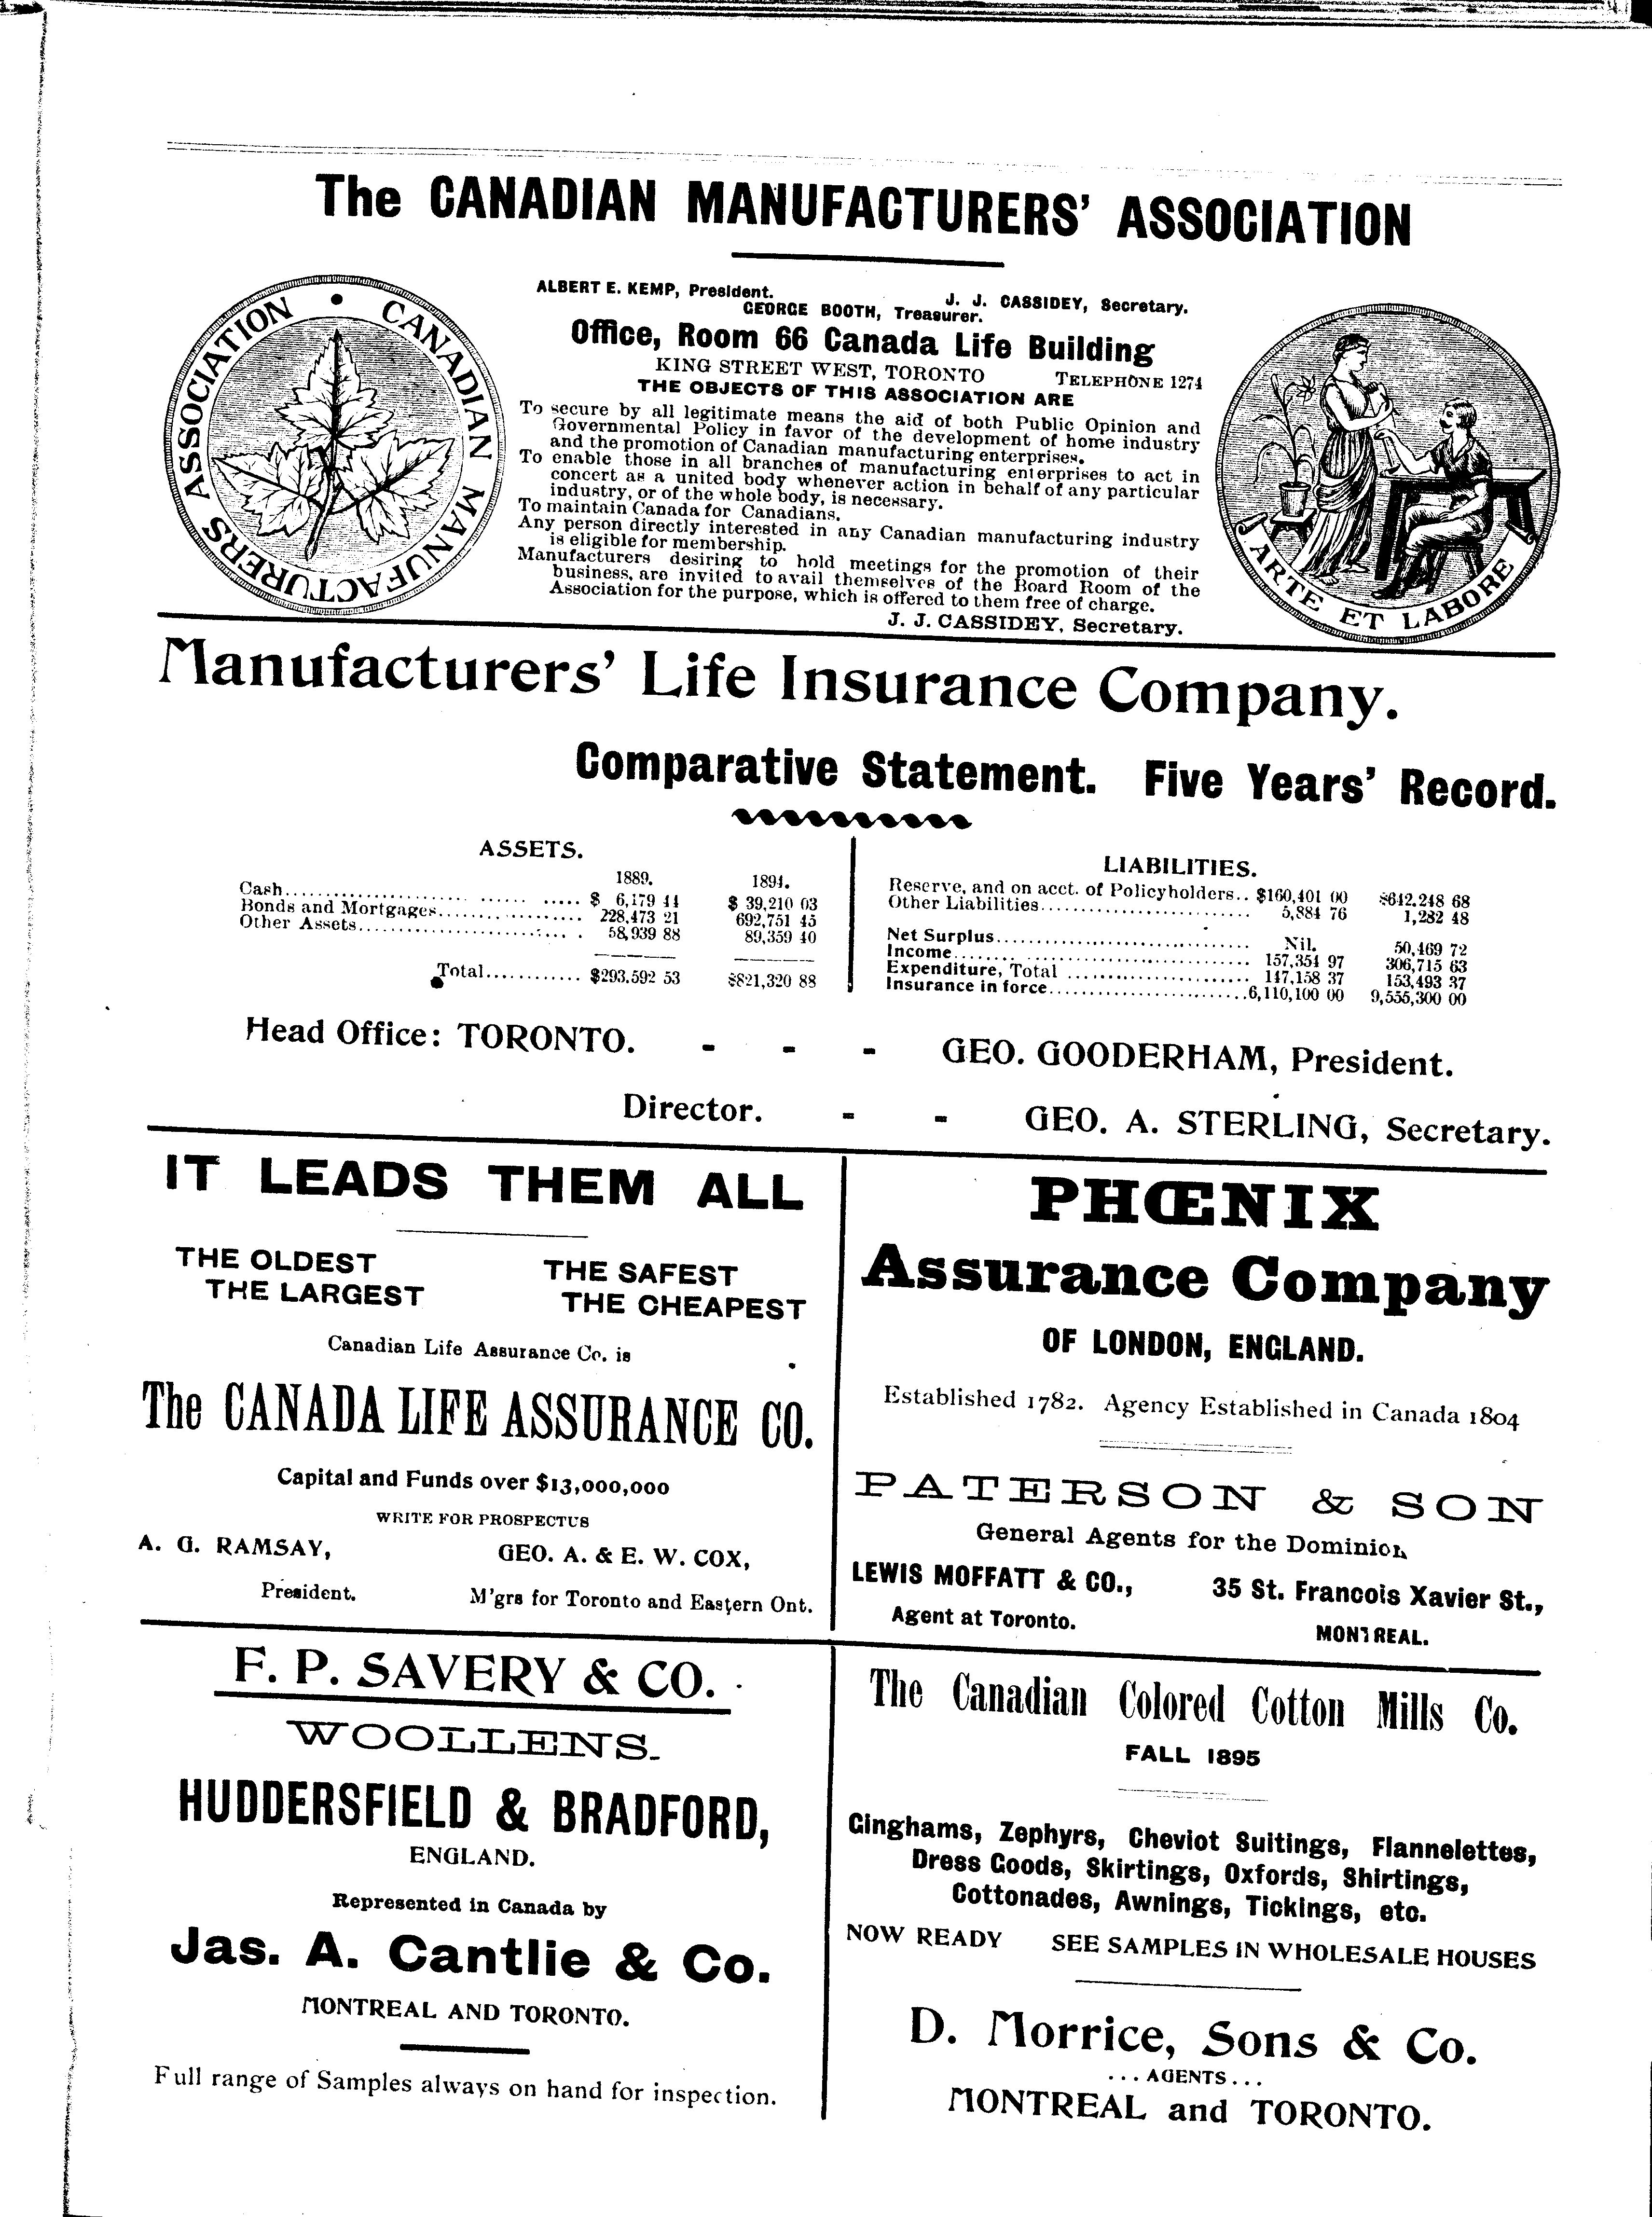 The CANADIAN MANUFACTURERS' ASSOCIATION
CANADIAN MANUFACTURERS ASSOCIATION
ALBERT E. KEMP, President. J. J. CASSIDEY, Secretary.
GEORGE BOOTH, Treasurer.
Office, Room 66 Canada Life Building
KING STREET WEST, TORONTO TELEPHONE 1274
THE OBJECTS OF THIS ASSOCIATION ARE
To secure by all legitimate means the aid of both Public Opinion and
Governmental Policy in favor of the development of home industry
and the promotion of Canadian manufacturing enterprises.
To enable those in all branches of manufacturing enterprises to act in
concert as a united body whenever action in behalf of any particular
industry, or of the whole body, is necessary.
To maintain Canada for Canadians.
Any person directly interested in any Canadian manufacturing industry
is eligible for membership.
Manufacturers desiring to hold meetings for the promotion of their
business, are invited to avail themselves of the Board Room of the
Association for the purpose, which is offered to them free of charge.
J. J. CASSIDEY, Secretary.
ARTE ET LABORE
Manufacturers' Life Insurance Company.
Comparative Statement. Five Years' Record.
ASSETS.
1889. 1894.
Cash.................... ...... ..... $ 6,179 44 $ 39,210 03
Bonds and Mortgages...................... 228,473 21 692,751 45
Other Assets............................ . 58,939 88 89,359 40
Total............ $293.592 53 $821,320 88
LIABILITIES.
Reserve, and on acct. of Policyholders.. $160,401 00 $642,248 68
Other Liabilities............................ 5,884 76 1,282 48
Net Surplus................................. Nil. 50,469 72
Income........ .............................. 157,354 97 306,715 63
Expenditure, Total ......................... 147,158 37 153,493 37
Insurance in force.........................6,110,100 00 9,555,300 00
Head Office: TORONTO. - - - GEO. GOODERHAM, President.
Director. - - GEO. A. STERLING, Secretary.
IT LEADS THEM ALL
THE OLDEST THE SAFEST
THE LARGEST THE CHEAPEST
Canadian Life Assurance Co. is
The CANADA LIFE ASSURANCE CO.
Capital and Funds over $13,000,000
WRITE FOR PROSPECTUS
A. G. RAMSAY, GEO. A. & E. W. COX,
President. M'grs for Toronto and Eastern Ont.
PHŒNIX
Assurance Company
OF LONDON, ENGLAND.
Established 1782. Agency Established in Canada 1804
PATERSON & SON
General Agents for the Dominion
LEWIS MOFFATT & CO., 35 St. Francois Xavier St.,
Agent at Toronto. MONTREAL.
F. P. SAVERY & CO.
WOOLLENS.
HUDDERSFIELD & BRADFORD,
ENGLAND.
Represented in Canada by
Jas. A. Cantlie & Co.
MONTREAL AND TORONTO.
Full range of Samples always on hand for inspection.
The Canadian Colored Cotton Mills Co.
FALL 1895
Ginghams, Zephyrs, Cheviot Suitings, Flannelettes,
Dress Goods, Skirtings, Oxfords, Shirtings,
Cottonades, Awnings, Tickings, etc.
NOW READY SEE SAMPLES IN WHOLESALE HOUSES
D. Morrice, Sons & Co.
... AGENTS ...
MONTREAL and TORONTO.